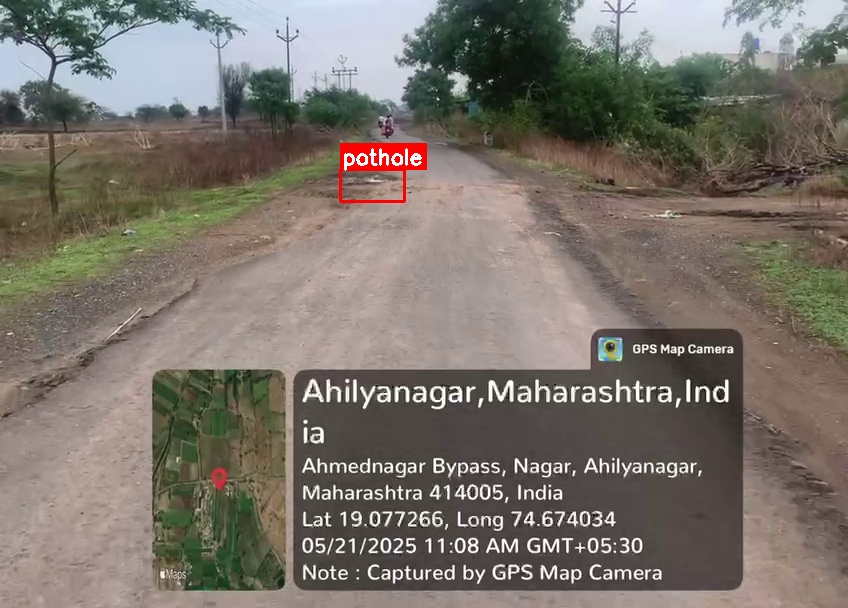 pothole
GPS Map Camera
Ahilyanagar,Maharashtra,Ind
ia
Ahmednagar Bypass, Nagar, Ahilyanagar,
Maharashtra 414005, India
Lat 19.077266, Long 74.674034
05/21/2025 11:08 AM GMT+05:30
Note : Captured by GPS Map Camera
Maps